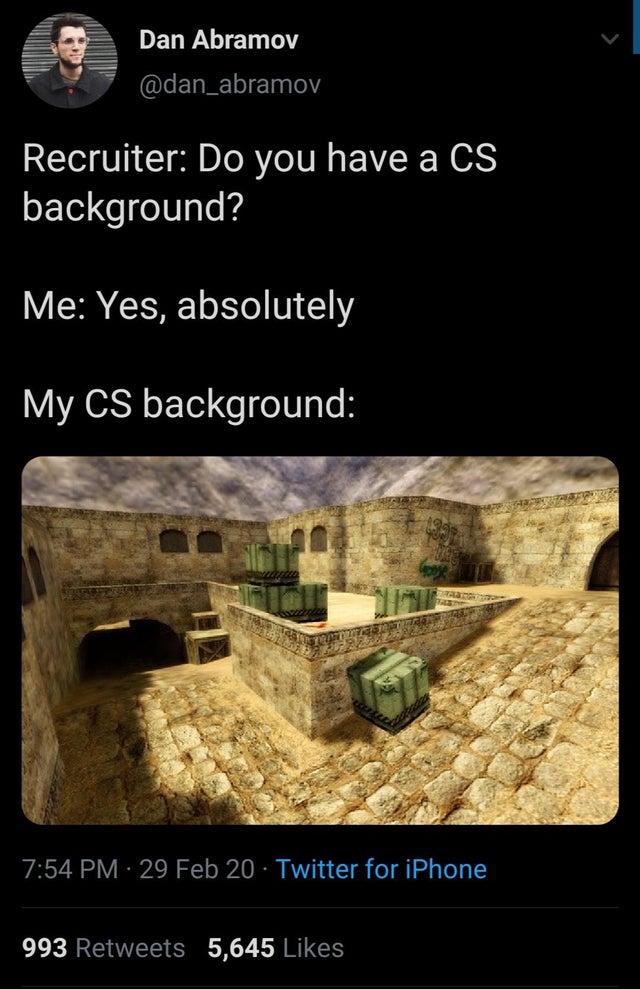 Dan Abramov
@dan_abramov
Recruiter: Do you have a CS
background?
Me: Yes, absolutely
My CS background:
7:54 PM · 29 Feb 20 · Twitter for iPhone
993 Retweets 5,645 Likes